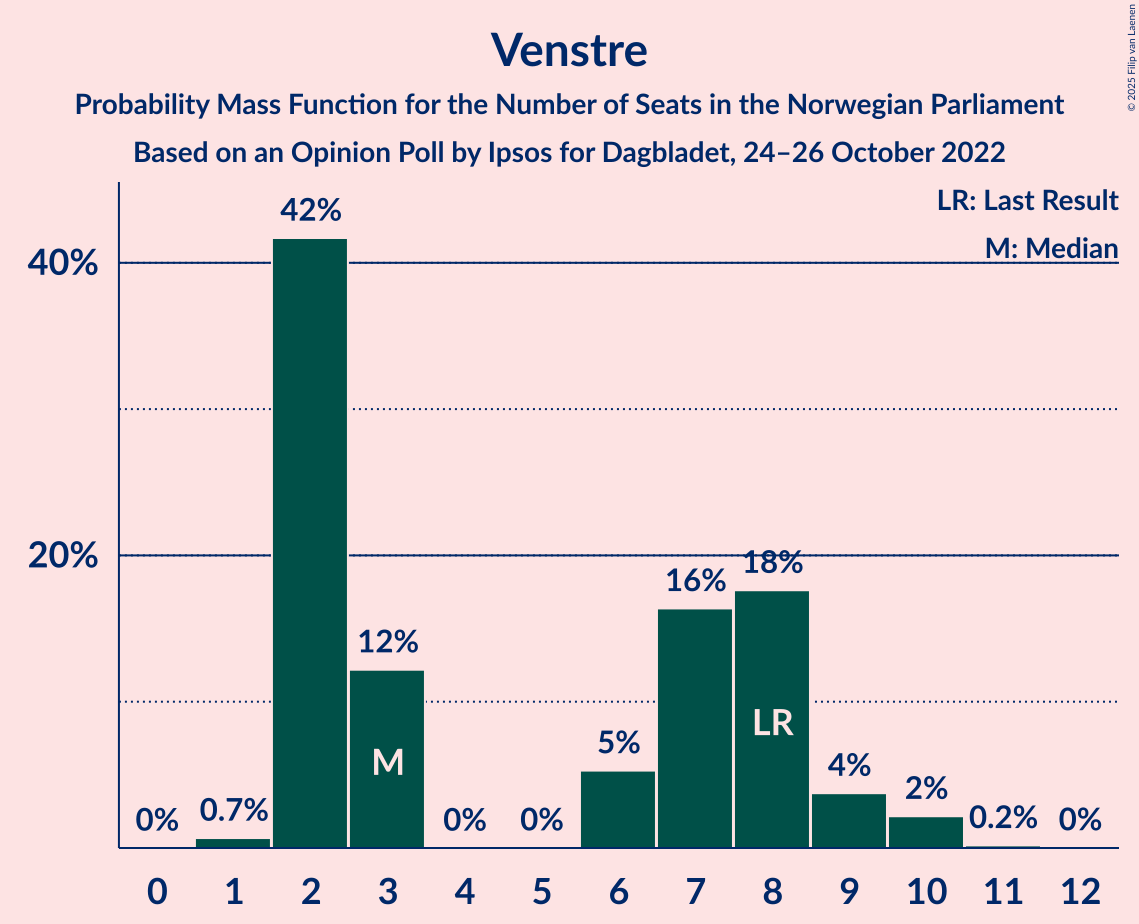 Venstre
Probability Mass Function for the Number of Seats in the Norwegian Parliament
Based on an Opinion Poll by Ipsos for Dagbladet, 24–26 October 2022
© 2025 Filip van Laenen
LR: Last Result
M: Median
40%
20%
0%
0.7%
42%
12%
0%
0%
5%
16%
18%
4%
2%
0.2%
0%
M
LR
0 1 2 3 4 5 6 7 8 9 10 11 12